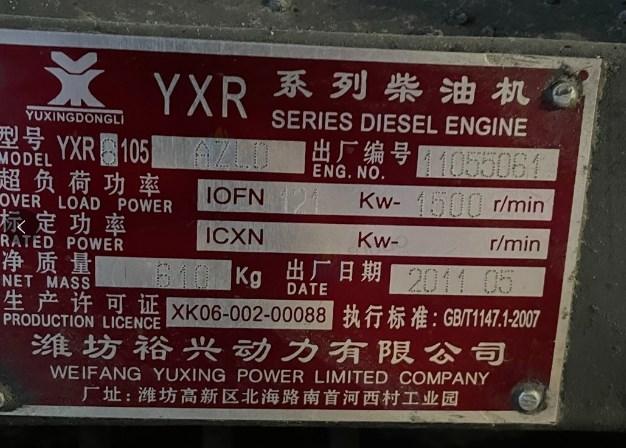 YUXINGDONGLI
YXR 系列柴油机
SERIES DIESEL ENGINE
型号 MODEL YXR6105 AZLD 出厂编号 ENG.NO. 11055061
超负荷功率 OVER LOAD POWER IOFN 121 Kw- 1500 r/min
标定功率 RATED POWER ICXN Kw- r/min
净质量 NET MASS 610 Kg 出厂日期 DATE 2011 05
生产许可证 PRODUCTION LICENCE XK06-002-00088 执行标准: GB/T1147.1-2007
潍坊裕兴动力有限公司
WEIFANG YUXING POWER LIMITED COMPANY
厂址: 潍坊高新区北海路南首河西村工业园